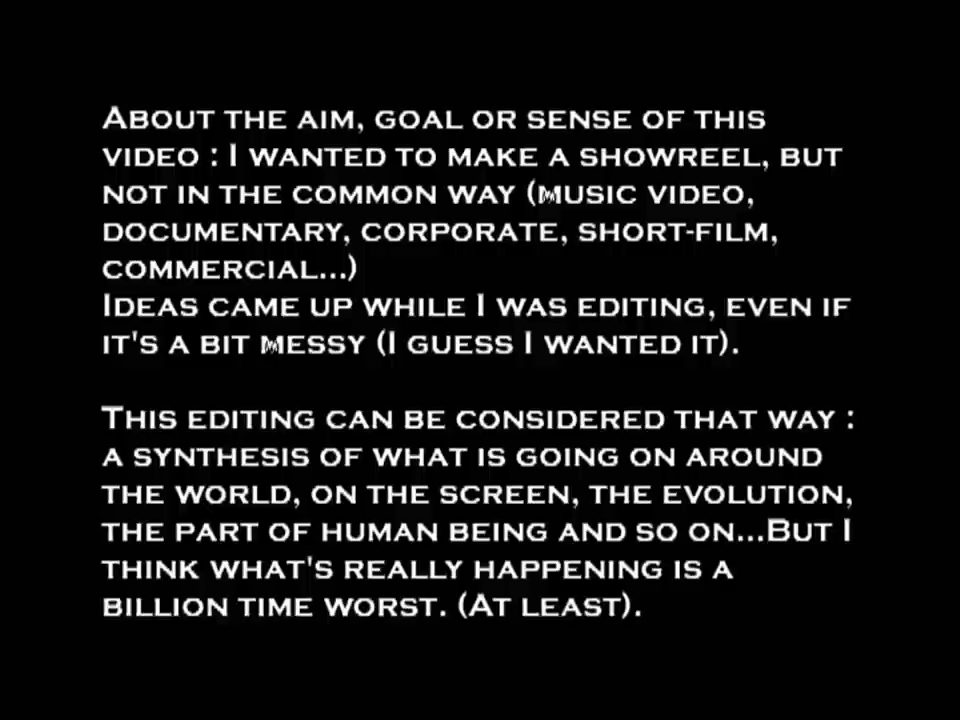 About the aim, goal or sense of this
video : I wanted to make a showreel, but
not in the common way (music video,
documentary, corporate, short-film,
commercial...)
Ideas came up while I was editing, even if
it's a bit messy (I guess I wanted it).
This editing can be considered that way :
a synthesis of what is going on around
the world, on the screen, the evolution,
the part of human being and so on...But I
think what's really happening is a
billion time worst. (At least).